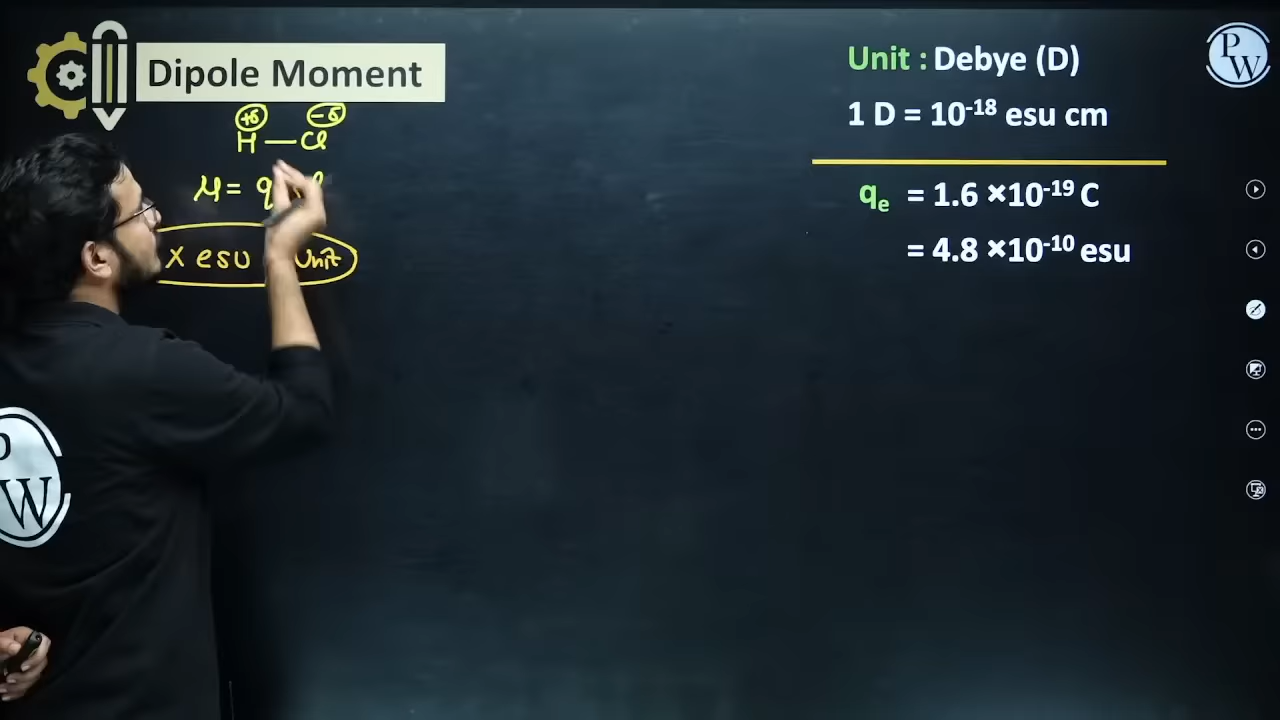 Dipole Moment
+δ -δ
H — Cl
μ = q
x esu unit
Unit : Debye (D)
1 D = 10⁻¹⁸ esu cm
qₑ = 1.6 ×10⁻¹⁹ C
= 4.8 ×10⁻¹⁰ esu
P W
P W